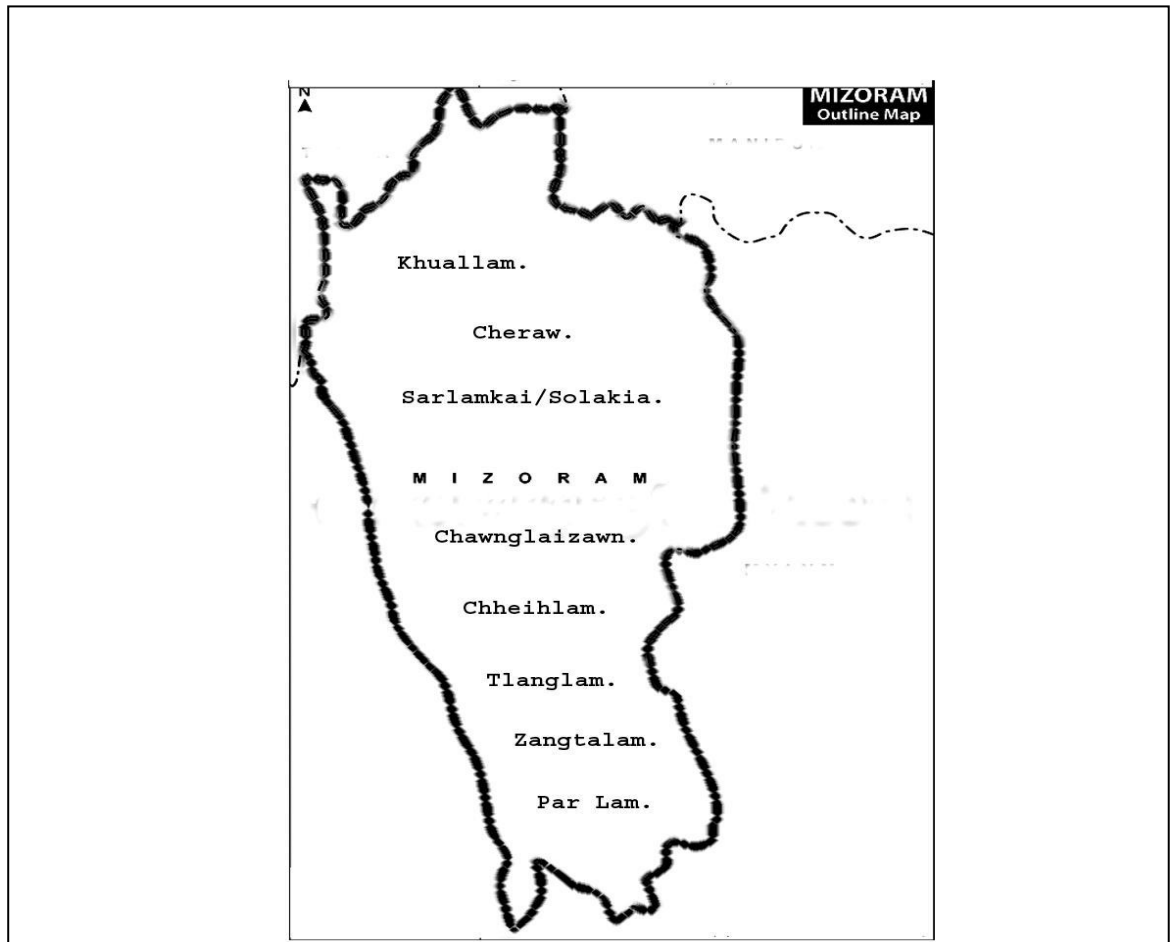 N
MIZORAM
Outline Map
Khuallam.
Cheraw.
Sarlamkai/Solakia.
M I Z O R A M
Chawnglaizawn.
Chheihlam.
Tlanglam.
Zangtalam.
Par Lam.